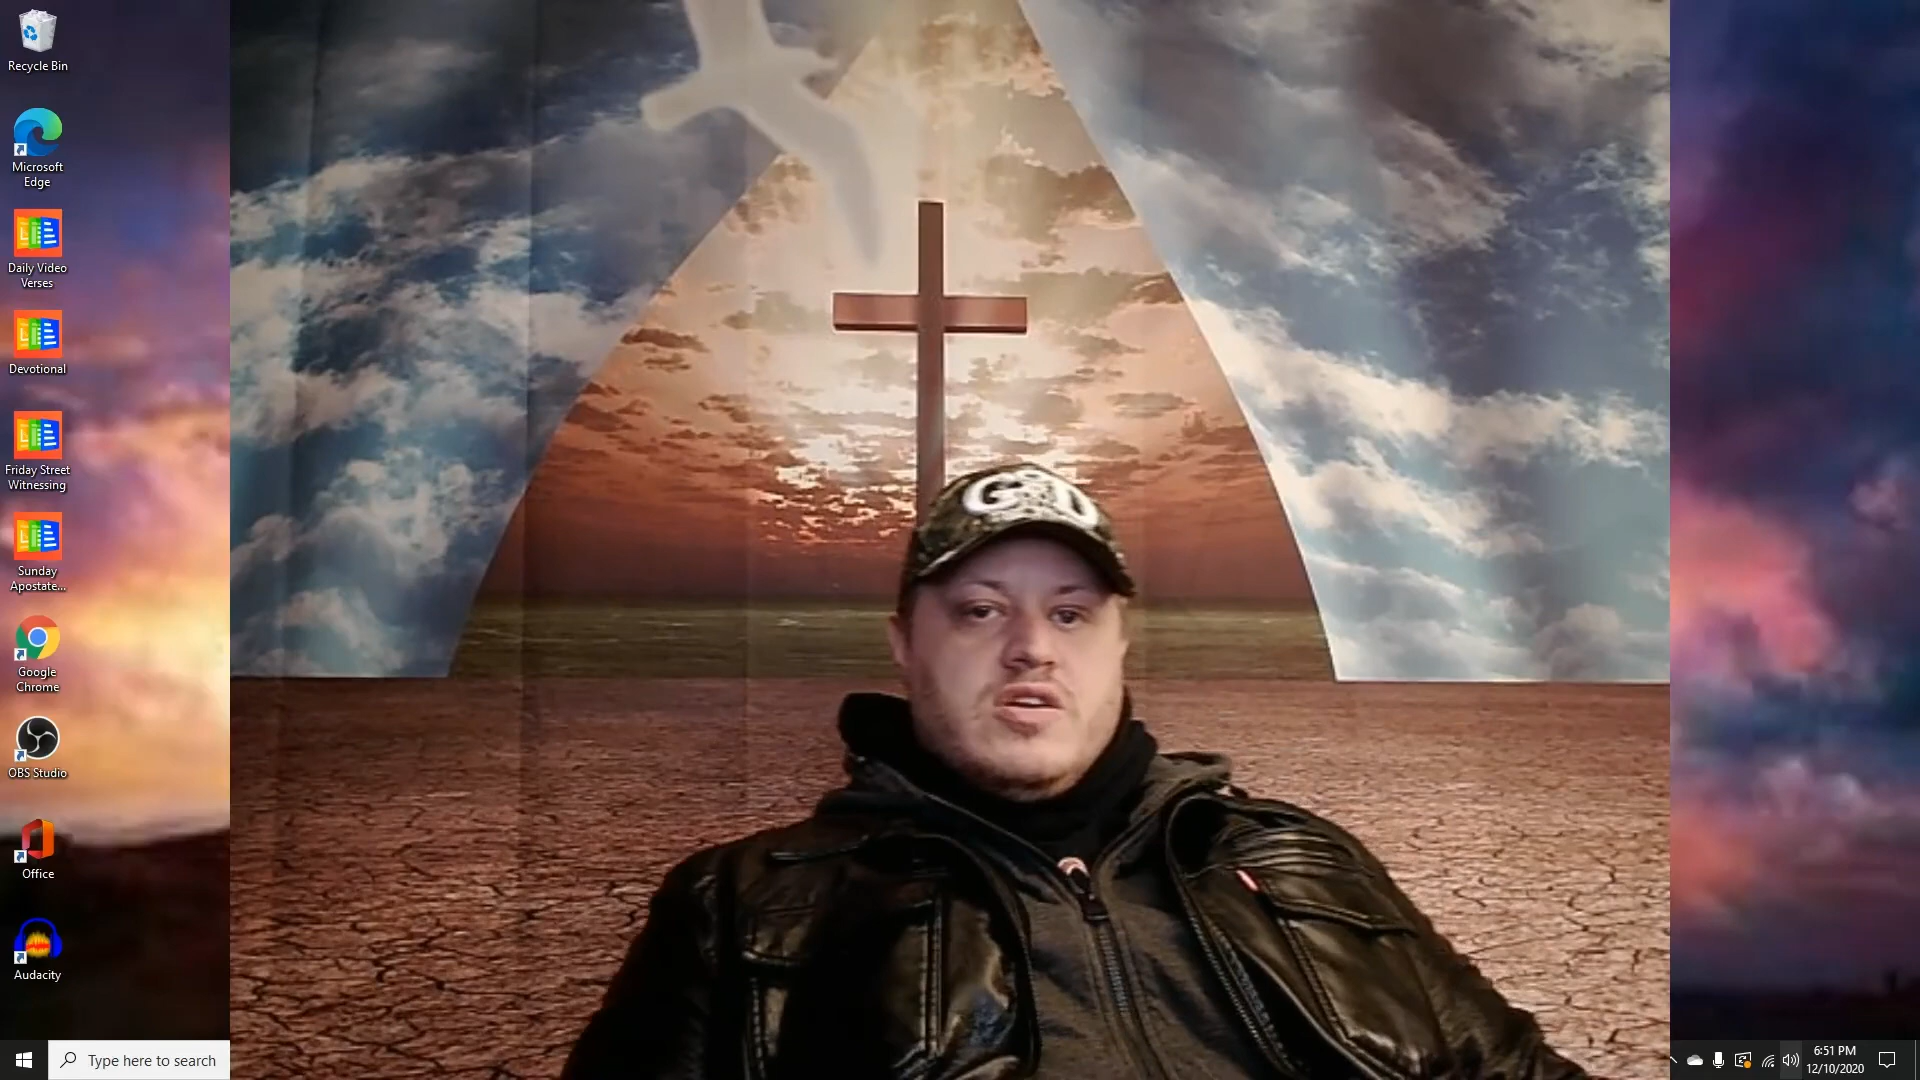 Recycle Bin
Microsoft
Edge
Daily Video
Verses
Devotional
Friday Street
Witnessing
Sunday
Apostate...
Google
Chrome
OBS Studio
Office
Audacity
GOD
Type here to search
6:51 PM
12/10/2020